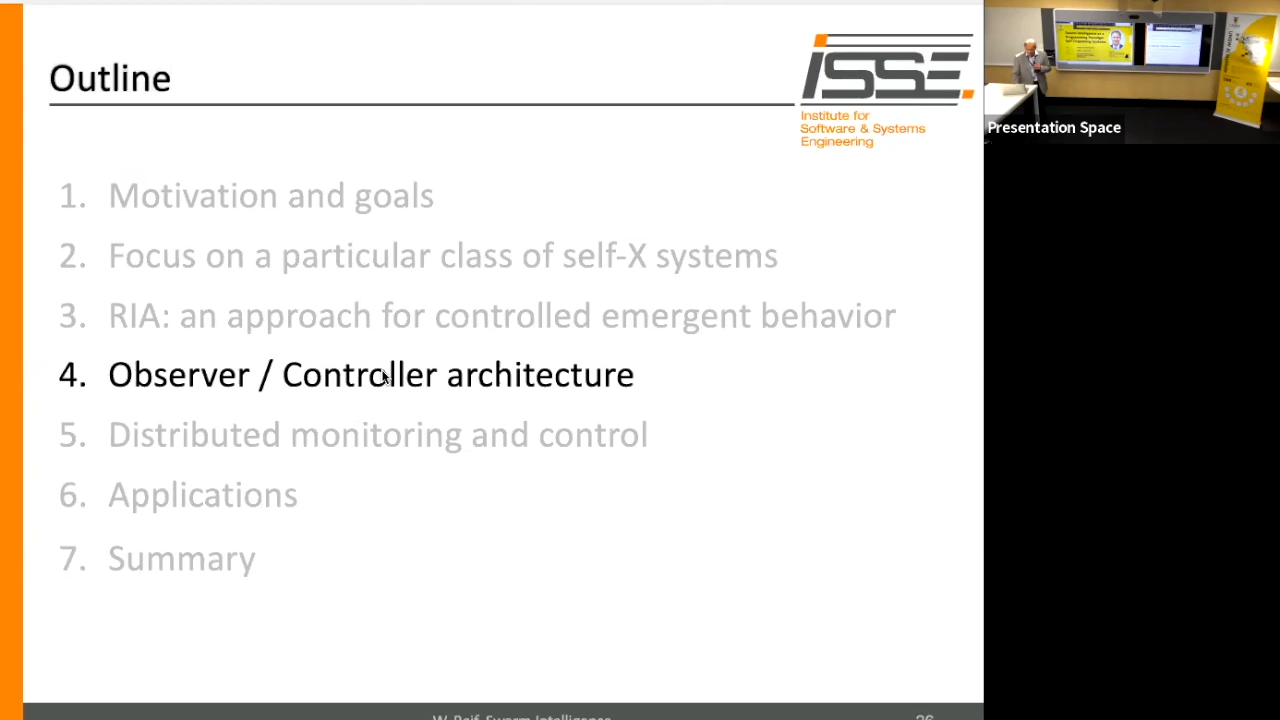 Outline
ISSE
Institute for
Software & Systems
Engineering
1. Motivation and goals
2. Focus on a particular class of self-X systems
3. RIA: an approach for controlled emergent behavior
4. Observer / Controller architecture
5. Distributed monitoring and control
6. Applications
7. Summary
W. Reif, Swarm Intelligence
26
Presentation Space